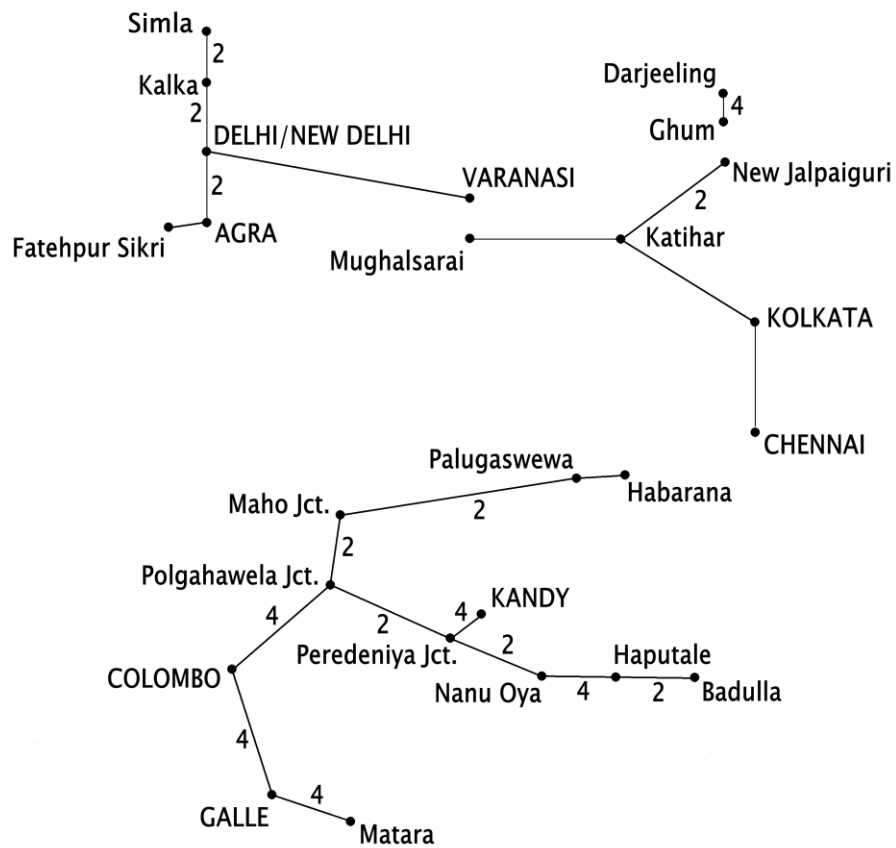 Simla
2
Kalka
2
DELHI/NEW DELHI
2
AGRA
Fatehpur Sikri
VARANASI
Mughalsarai
Darjeeling
4
Ghum
New Jalpaiguri
2
Katihar
KOLKATA
CHENNAI
Palugaswewa
Habarana
2
Maho Jct.
2
Polgahawela Jct.
4
2
4
KANDY
Peredeniya Jct.
2
COLOMBO
Nanu Oya
4
Haputale
2
Badulla
4
GALLE
4
Matara